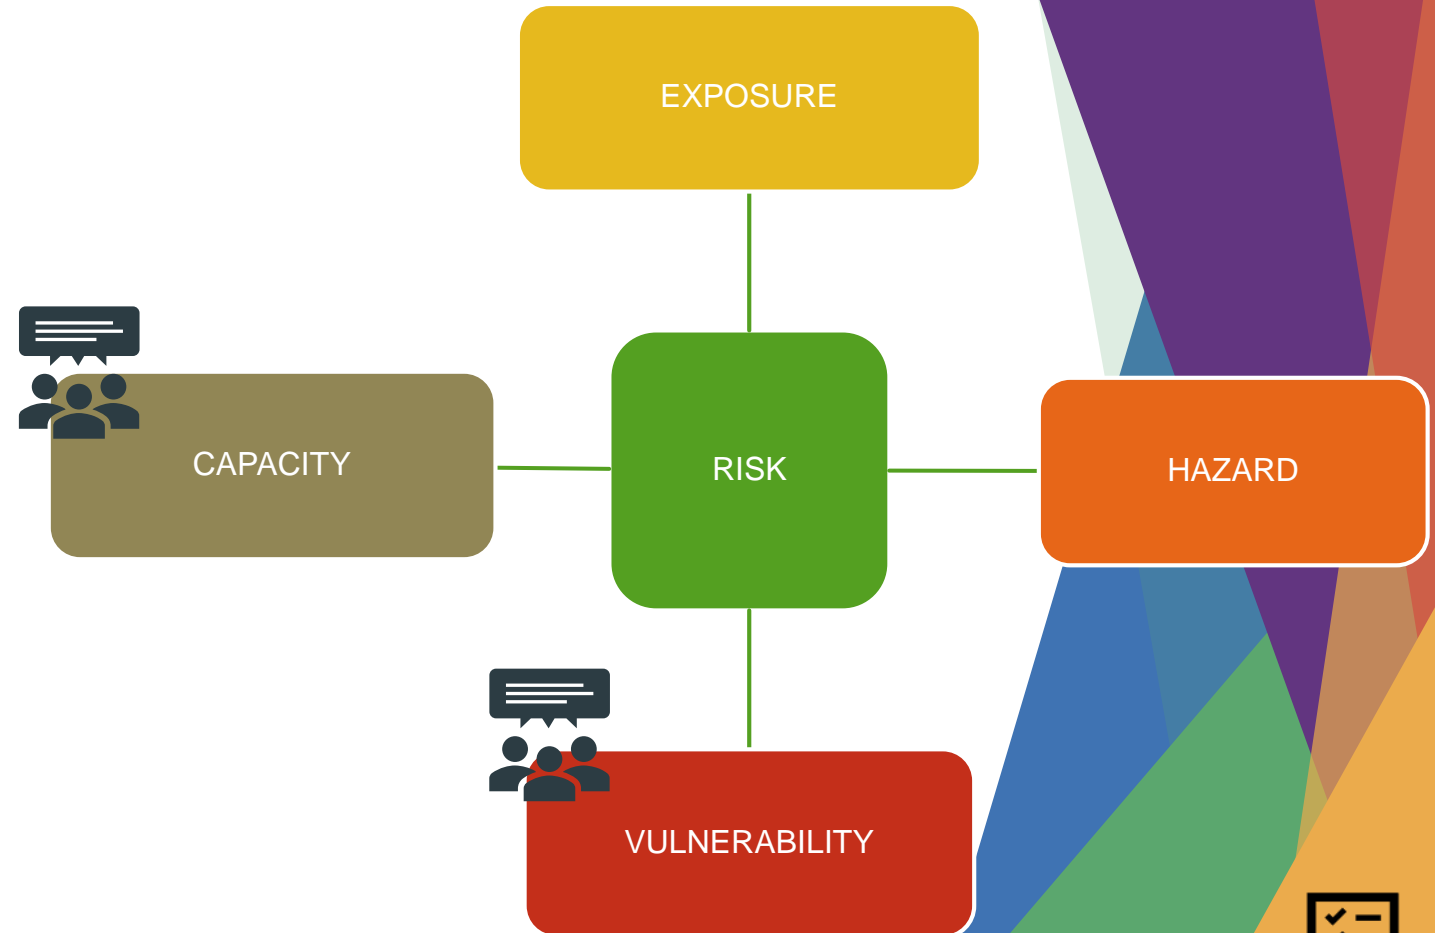 EXPOSURE
CAPACITY
RISK
HAZARD
VULNERABILITY